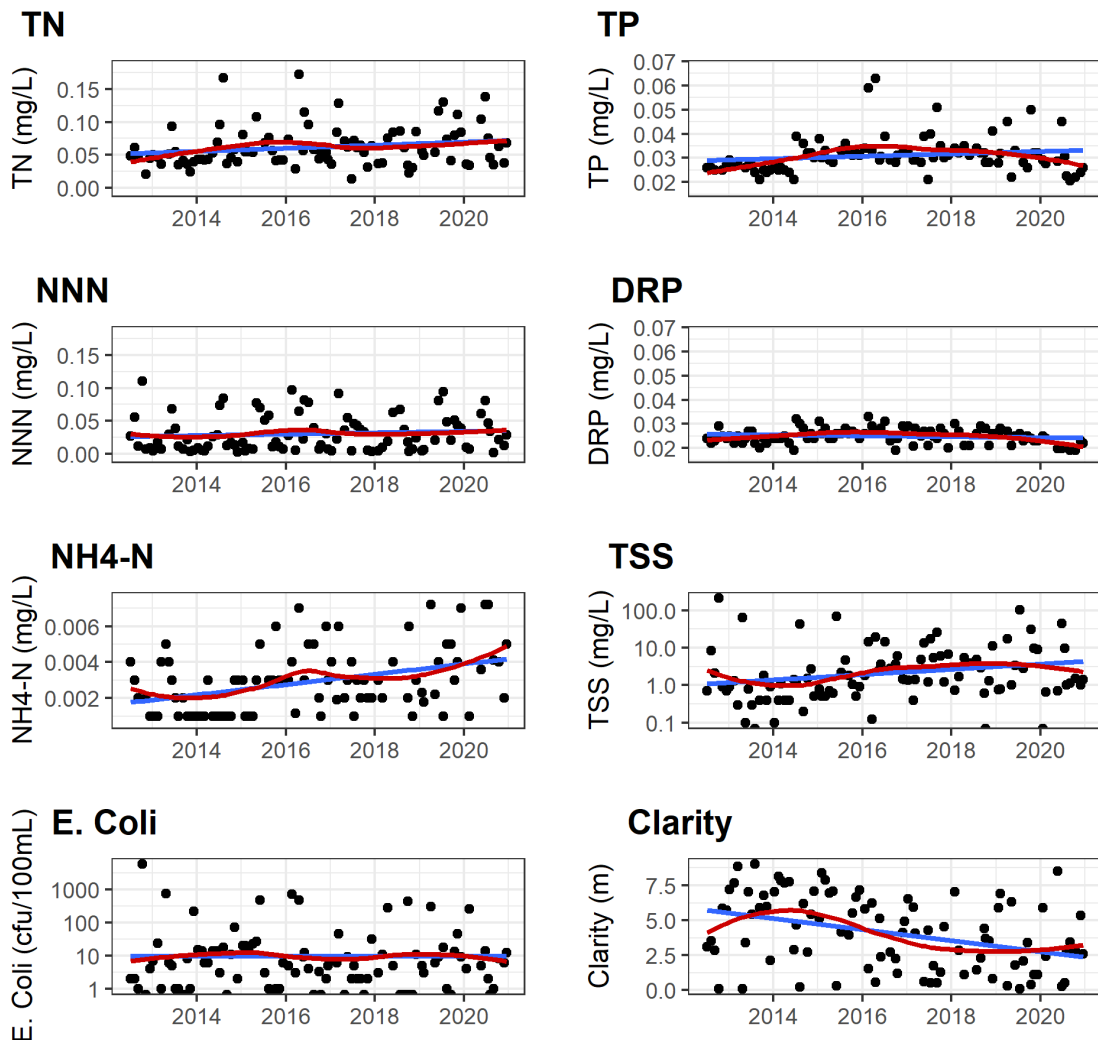 TN
TN (mg/L)
0.15
0.10
0.05
0.00
2014 2016 2018 2020
TP
TP (mg/L)
0.07
0.06
0.05
0.04
0.03
0.02
2014 2016 2018 2020
NNN
NNN (mg/L)
0.15
0.10
0.05
0.00
2014 2016 2018 2020
DRP
DRP (mg/L)
0.07
0.06
0.05
0.04
0.03
0.02
2014 2016 2018 2020
NH4-N
NH4-N (mg/L)
0.006
0.004
0.002
2014 2016 2018 2020
TSS
TSS (mg/L)
100.0
10.0
1.0
0.1
2014 2016 2018 2020
E. Coli
E. Coli (cfu/100mL)
1000
100
10
1
2014 2016 2018 2020
Clarity
Clarity (m)
7.5
5.0
2.5
0.0
2014 2016 2018 2020